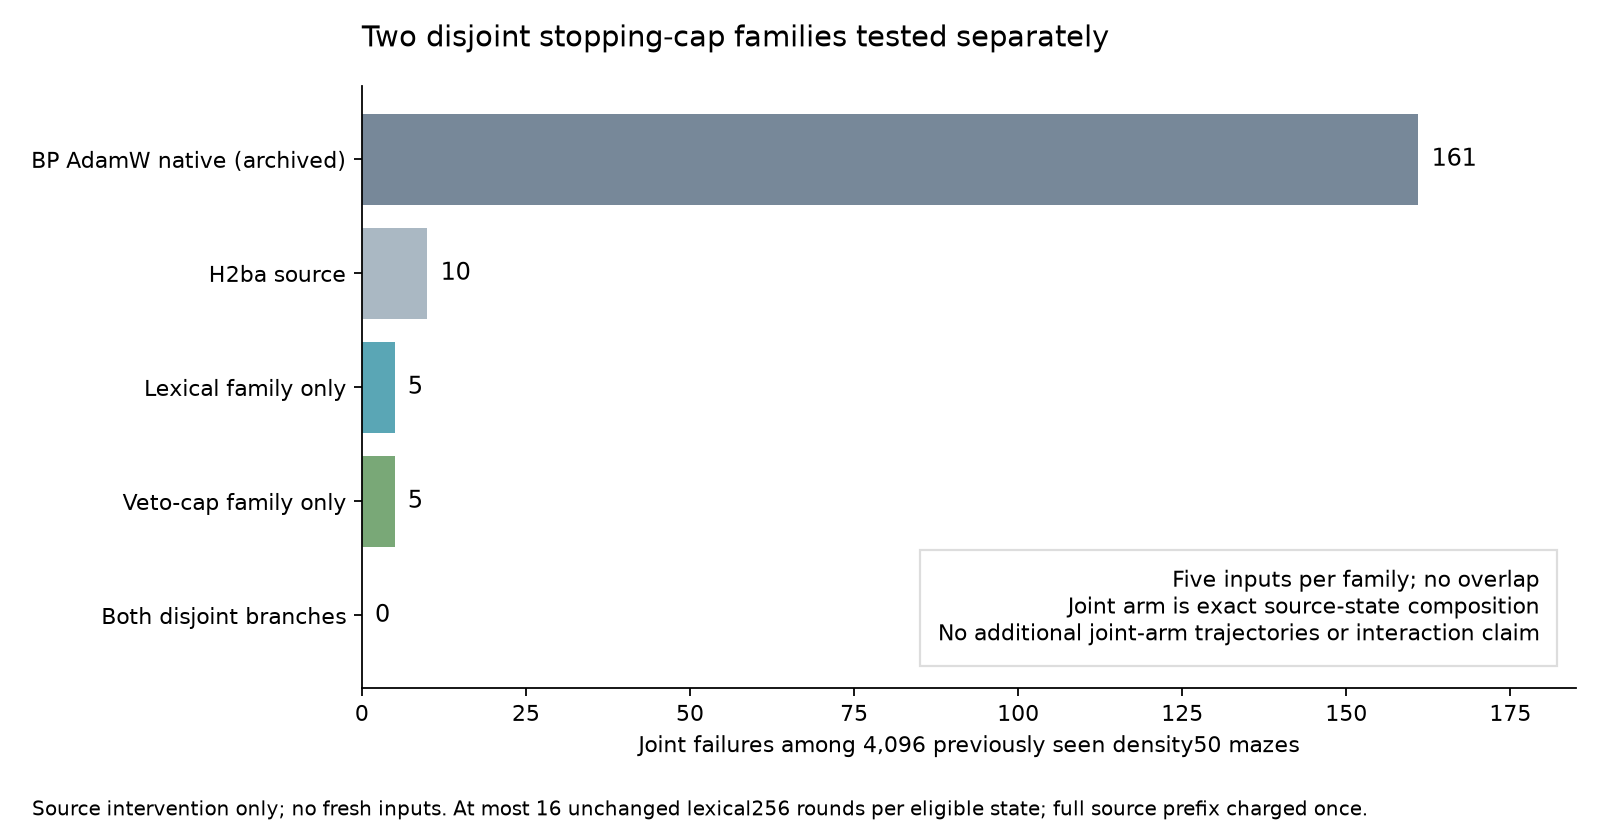 Two disjoint stopping-cap families tested separately
BP AdamW native (archived)
161
H2ba source
10
Lexical family only
5
Veto-cap family only
5
Both disjoint branches
0
Five inputs per family; no overlap
Joint arm is exact source-state composition
No additional joint-arm trajectories or interaction claim
0 25 50 75 100 125 150 175
Joint failures among 4,096 previously seen density50 mazes
Source intervention only; no fresh inputs. At most 16 unchanged lexical256 rounds per eligible state; full source prefix charged once.